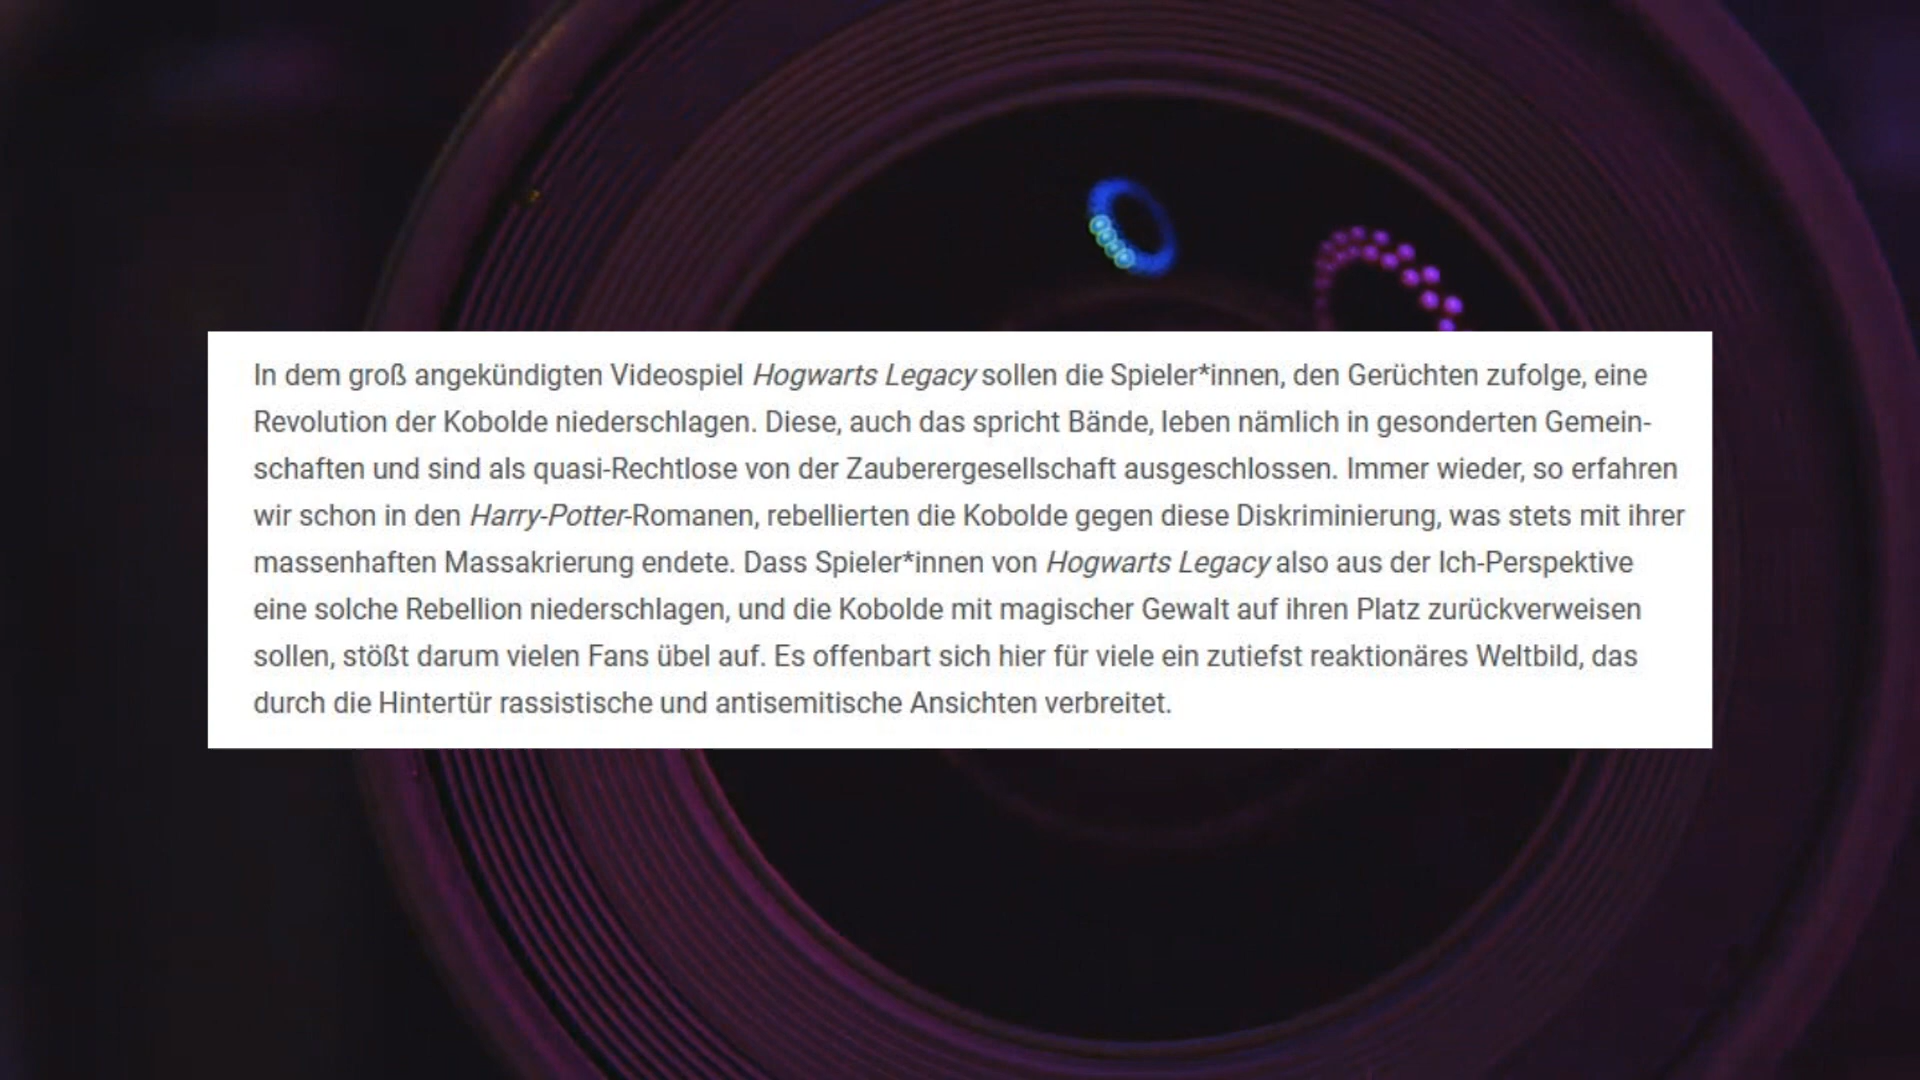 In dem groß angekündigten Videospiel Hogwarts Legacy sollen die Spieler*innen, den Gerüchten zufolge, eine
Revolution der Kobolde niederschlagen. Diese, auch das spricht Bände, leben nämlich in gesonderten Gemein-
schaften und sind als quasi-Rechtlose von der Zauberergesellschaft ausgeschlossen. Immer wieder, so erfahren
wir schon in den Harry-Potter-Romanen, rebellierten die Kobolde gegen diese Diskriminierung, was stets mit ihrer
massenhaften Massakrierung endete. Dass Spieler*innen von Hogwarts Legacy also aus der Ich-Perspektive
eine solche Rebellion niederschlagen, und die Kobolde mit magischer Gewalt auf ihren Platz zurückverweisen
sollen, stößt darum vielen Fans übel auf. Es offenbart sich hier für viele ein zutiefst reaktionäres Weltbild, das
durch die Hintertür rassistische und antisemitische Ansichten verbreitet.